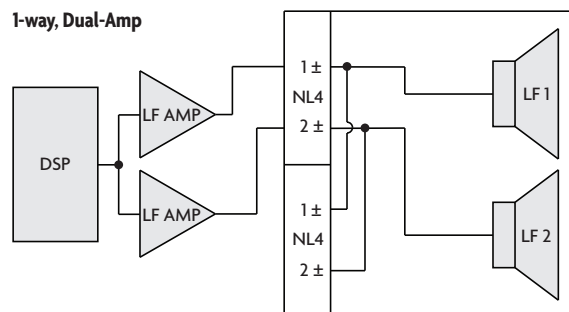 1-way, Dual-Amp
LF AMP
DSP
LF AMP
1 ±
NL4
2 ±
1 ±
NL4
2 ±
LF 1
LF 2